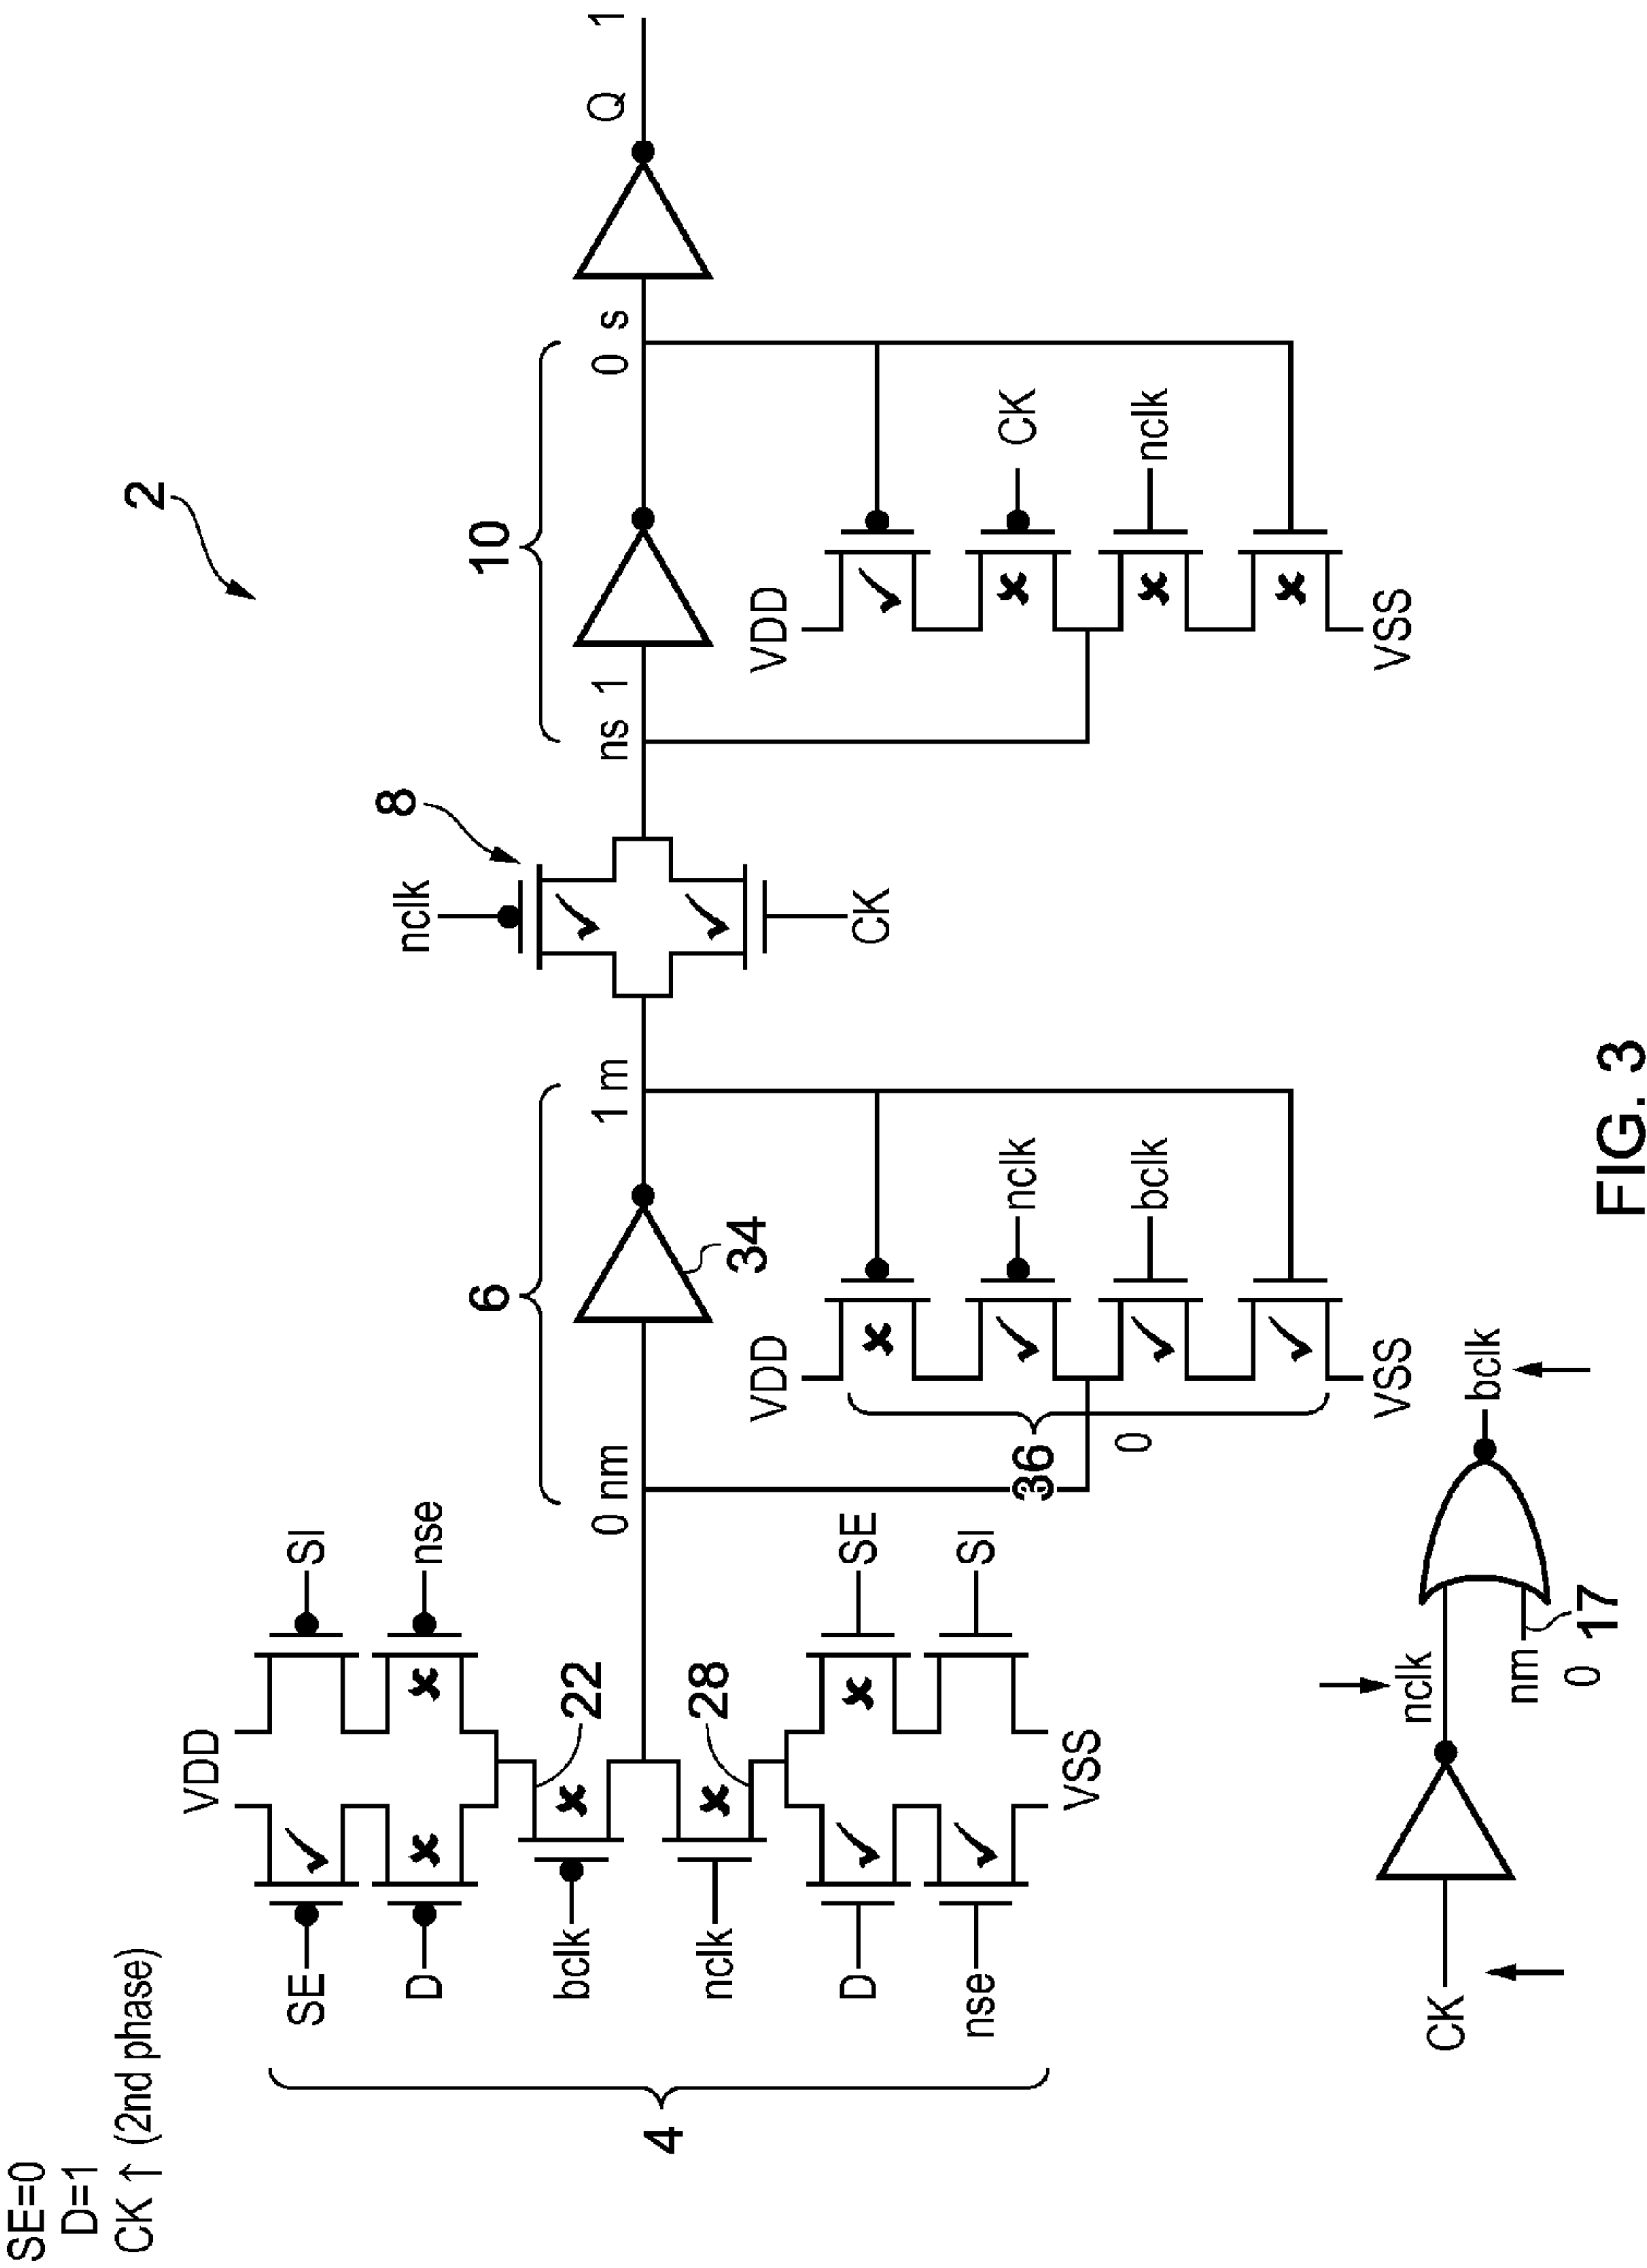 SE=0
D=1
CK ↑ (2nd phase)
2
4
VDD
SE
SI
D
nse
bclk
22
nclk
28
D
SE
nse
SI
VSS
6
0 nm
1 m
34
VDD
36
nclk
0
bclk
VSS
8
nclk
CK
10
ns 1
0 s
VDD
CK
nclk
VSS
Q 1
CK
nclk
nm
0
17
bclk
FIG. 3